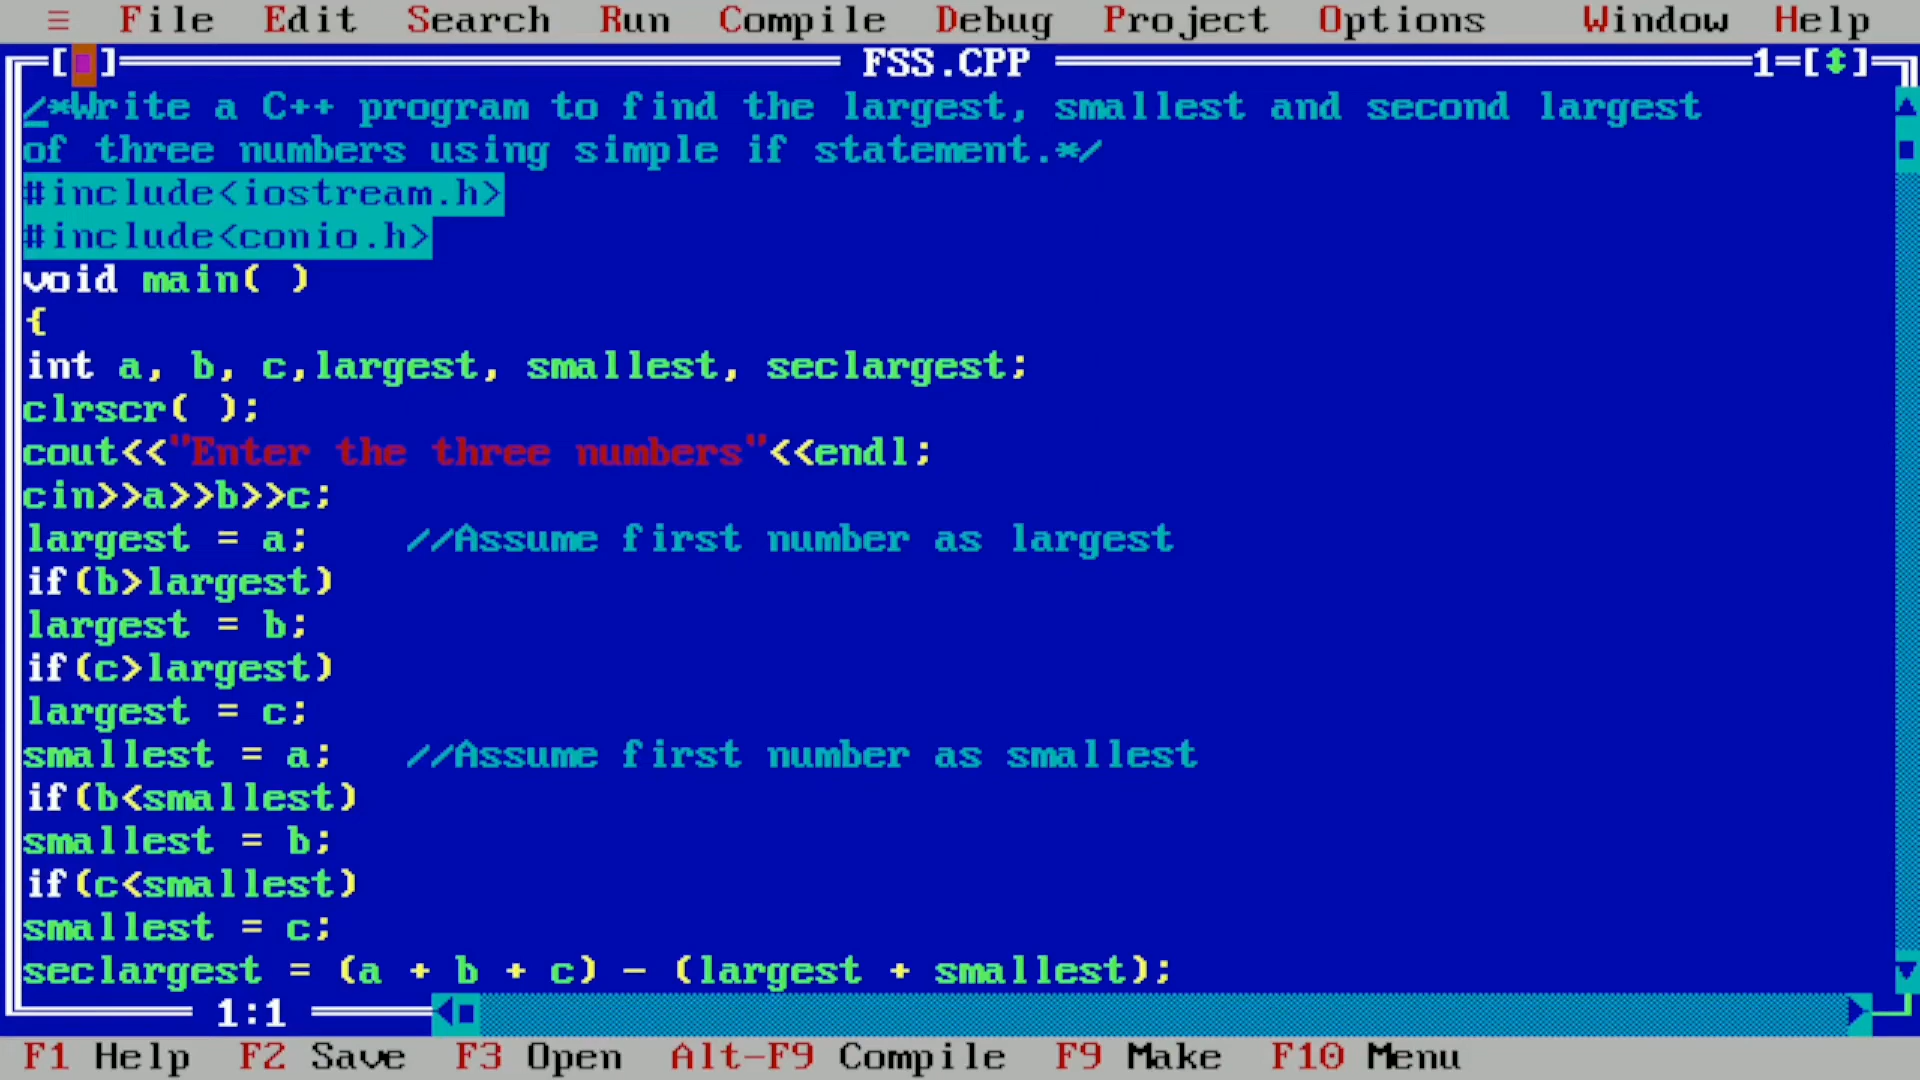 ≡ File Edit Search Run Compile Debug Project Options Window Help
[■] FSS.CPP 1=[↕]
/*Write a C++ program to find the largest, smallest and second largest
of three numbers using simple if statement.*/
#include<iostream.h>
#include<conio.h>
void main( )
{
int a, b, c,largest, smallest, seclargest;
clrscr( );
cout<<"Enter the three numbers"<<endl;
cin>>a>>b>>c;
largest = a;    //Assume first number as largest
if(b>largest)
largest = b;
if(c>largest)
largest = c;
smallest = a;   //Assume first number as smallest
if(b<smallest)
smallest = b;
if(c<smallest)
smallest = c;
seclargest = (a + b + c) - (largest + smallest);
1:1
F1 Help F2 Save F3 Open Alt-F9 Compile F9 Make F10 Menu